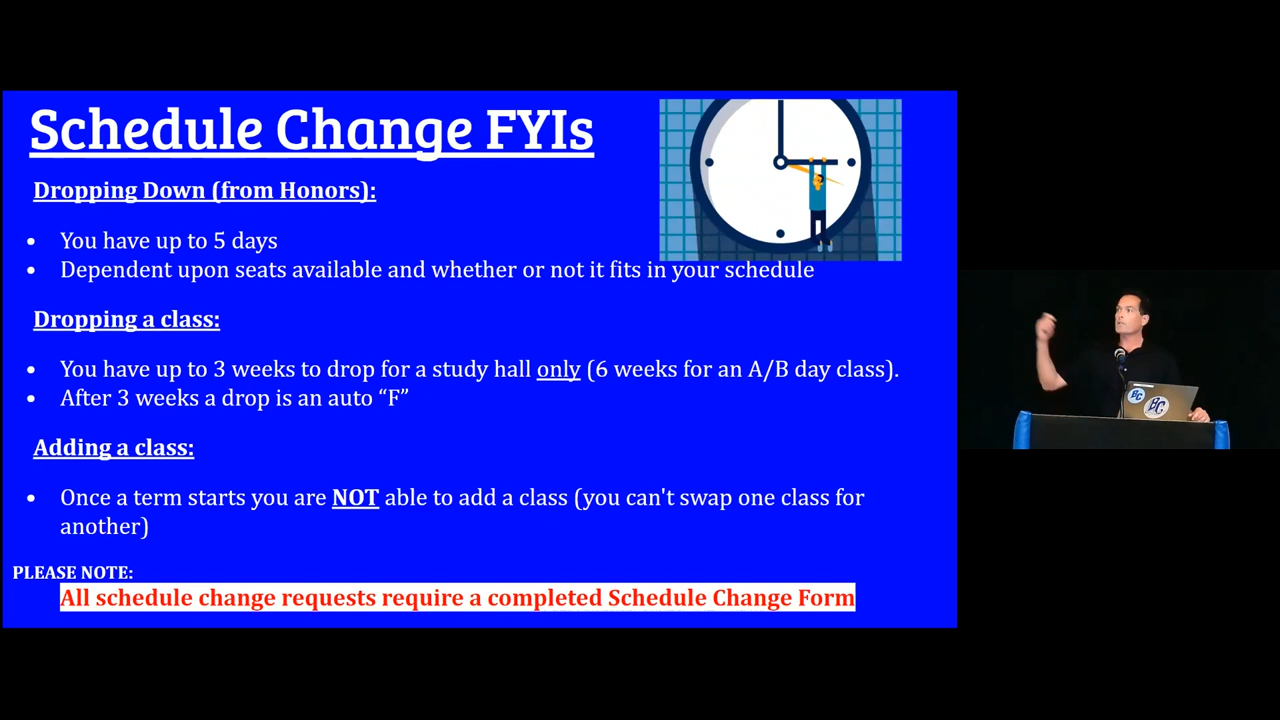 Schedule Change FYIs
Dropping Down (from Honors):
• You have up to 5 days
• Dependent upon seats available and whether or not it fits in your schedule
Dropping a class:
• You have up to 3 weeks to drop for a study hall only (6 weeks for an A/B day class).
• After 3 weeks a drop is an auto “F”
Adding a class:
• Once a term starts you are NOT able to add a class (you can't swap one class for
another)
PLEASE NOTE:
All schedule change requests require a completed Schedule Change Form
BC
BC